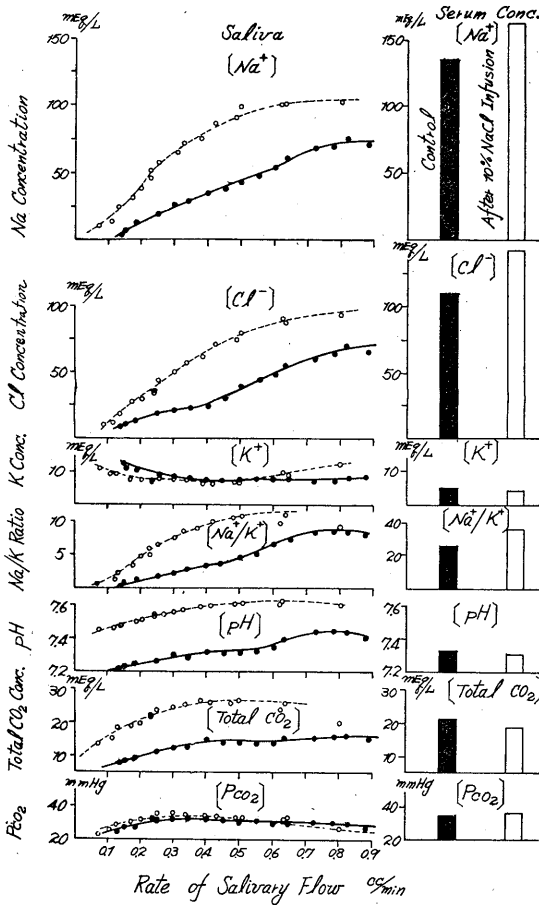 mEq/L
Saliva
[Na⁺]
150
100
50
Na Concentration
mEq/L
Serum Conc.
[Na⁺]
150
100
50
Control
After 10% NaCl Infusion
mEq/L
[Cl⁻]
100
50
Cl Concentration
mEq/L
[Cl⁻]
100
50
mEq/L
[K⁺]
10
K Conc.
mEq/L
[K⁺]
10
10
5
[Na⁺/K⁺]
Na/K Ratio
[Na⁺/K⁺]
40
20
7.6
7.4
7.2
[pH]
pH
7.6
7.4
7.2
[pH]
mEq/L
30
20
10
[Total CO₂]
Total CO₂ Conc.
mEq/L
30
20
10
[Total CO₂]
mmHg
40
20
[Pco₂]
Pco₂
mmHg
40
20
[Pco₂]
0.1 0.2 0.3 0.4 0.5 0.6 0.7 0.8 0.9
Rate of Salivary Flow cc/min